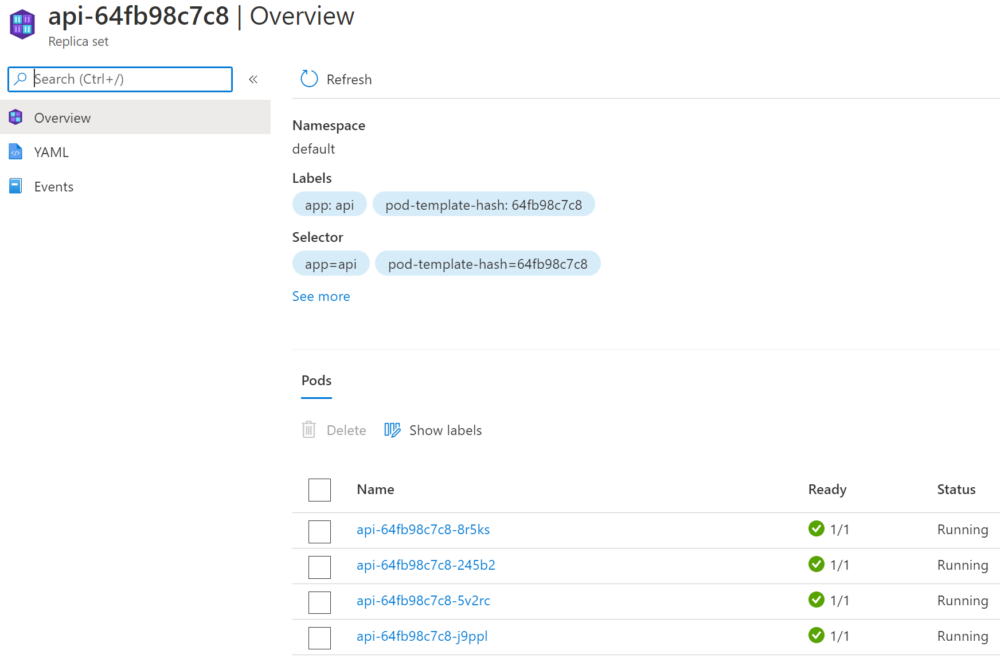 api-64fb98c7c8 | Overview
Replica set
Search (Ctrl+/)
«
Refresh
Overview
YAML
Events
Namespace
default
Labels
app: api pod-template-hash: 64fb98c7c8
Selector
app=api pod-template-hash=64fb98c7c8
See more
Pods
Delete Show labels
Name Ready Status
api-64fb98c7c8-8r5ks 1/1 Running
api-64fb98c7c8-245b2 1/1 Running
api-64fb98c7c8-5v2rc 1/1 Running
api-64fb98c7c8-j9ppl 1/1 Running